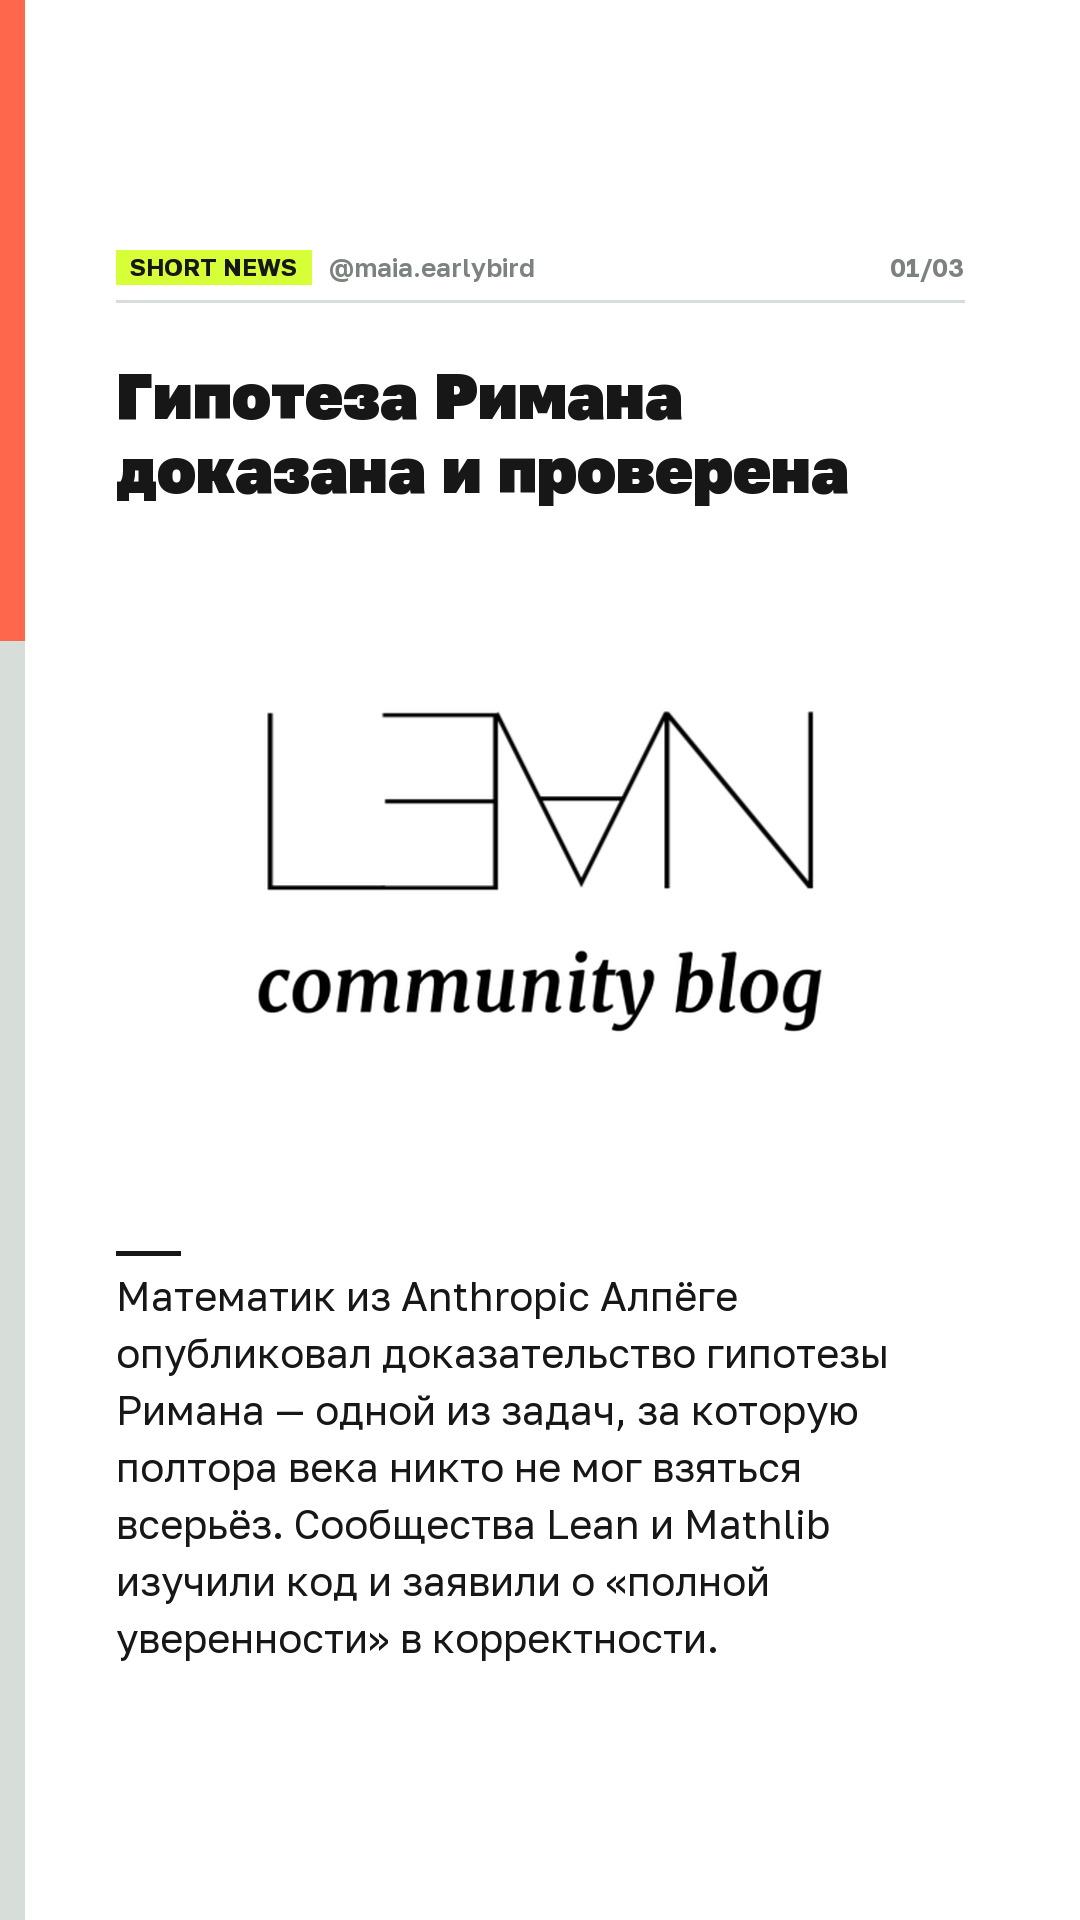 SHORT NEWS @maia.earlybird 01/03
Гипотеза Римана
доказана и проверена
LEAN
community blog
Математик из Anthropic Алпёге
опубликовал доказательство гипотезы
Римана — одной из задач, за которую
полтора века никто не мог взяться
всерьёз. Сообщества Lean и Mathlib
изучили код и заявили о «полной
уверенности» в корректности.